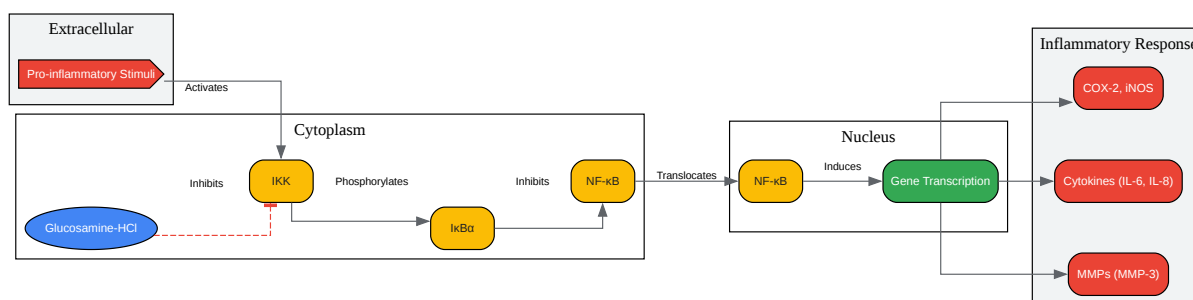 Extracellular
Pro-inflammatory Stimuli
Activates
Cytoplasm
Inhibits
IKK
Phosphorylates
Inhibits
NF-κB
Glucosamine-HCl
IκBα
Translocates
Nucleus
NF-κB
Induces
Gene Transcription
Inflammatory Response
COX-2, iNOS
Cytokines (IL-6, IL-8)
MMPs (MMP-3)